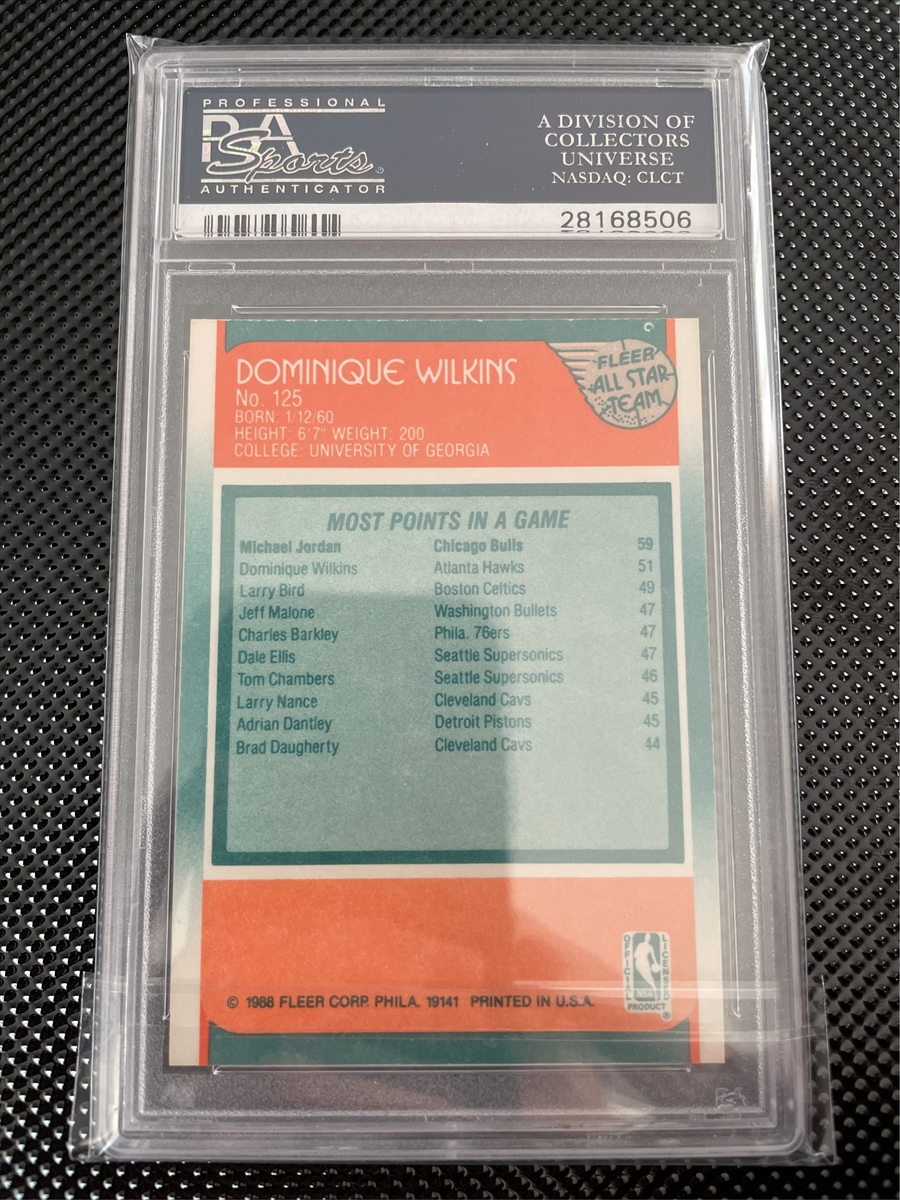 PROFESSIONAL
PSA
Sports
AUTHENTICATOR
A DIVISION OF
COLLECTORS
UNIVERSE
NASDAQ: CLCT
28168506
DOMINIQUE WILKINS
No. 125
BORN: 1/12/60
HEIGHT: 6'7" WEIGHT: 200
COLLEGE: UNIVERSITY OF GEORGIA
FLEER
ALL STAR
TEAM
MOST POINTS IN A GAME
Michael Jordan Chicago Bulls 59
Dominique Wilkins Atlanta Hawks 51
Larry Bird Boston Celtics 49
Jeff Malone Washington Bullets 47
Charles Barkley Phila. 76ers 47
Dale Ellis Seattle Supersonics 47
Tom Chambers Seattle Supersonics 46
Larry Nance Cleveland Cavs 45
Adrian Dantley Detroit Pistons 45
Brad Daugherty Cleveland Cavs 44
OFFICIAL LICENSED
NBA
PRODUCT
© 1988 FLEER CORP. PHILA. 19141 PRINTED IN U.S.A.
PSA